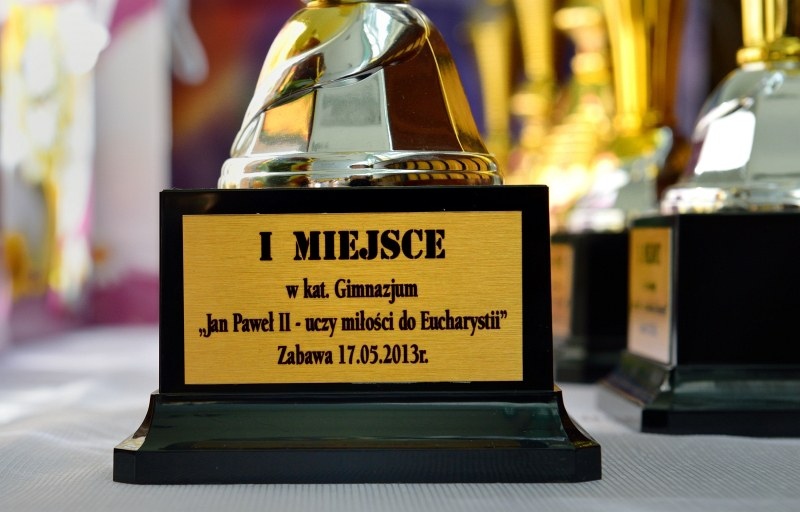 I MIEJSCE
w kat. Gimnazjum
„Jan Paweł II - uczy miłości do Eucharystii”
Zabawa 17.05.2013r.